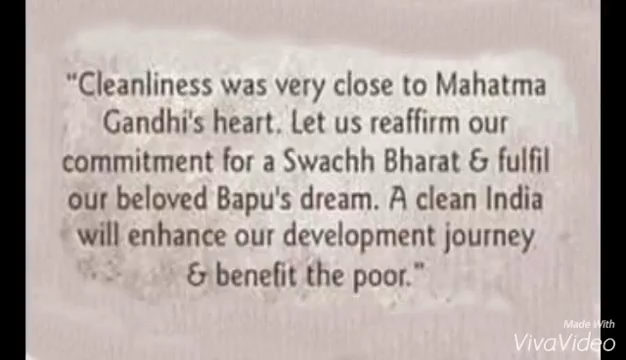 "Cleanliness was very close to Mahatma
Gandhi's heart. Let us reaffirm our
commitment for a Swachh Bharat & fulfil
our beloved Bapu's dream. A clean India
will enhance our development journey
& benefit the poor."
Made With
VivaVideo